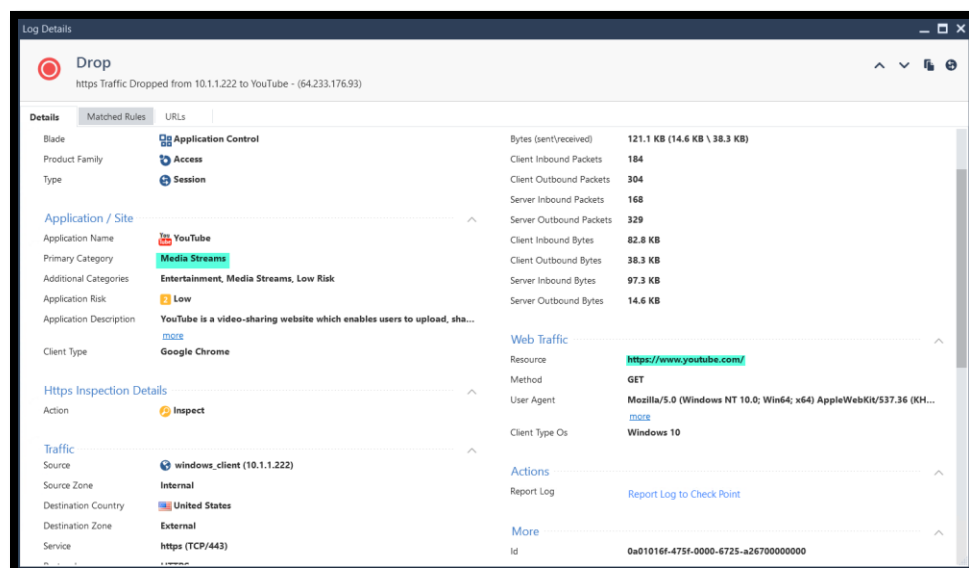 Log Details
Drop
https Traffic Dropped from 10.1.1.222 to YouTube - (64.233.176.93)
Details Matched Rules URLs
Blade Application Control
Product Family Access
Type Session
Application / Site
Application Name YouTube
Primary Category Media Streams
Additional Categories Entertainment, Media Streams, Low Risk
Application Risk 2 Low
Application Description YouTube is a video-sharing website which enables users to upload, sha...
more
Client Type Google Chrome
Https Inspection Details
Action Inspect
Traffic
Source windows_client (10.1.1.222)
Source Zone Internal
Destination Country United States
Destination Zone External
Service https (TCP/443)
Bytes (sent\received) 121.1 KB (14.6 KB \ 38.3 KB)
Client Inbound Packets 184
Client Outbound Packets 304
Server Inbound Packets 168
Server Outbound Packets 329
Client Inbound Bytes 82.8 KB
Client Outbound Bytes 38.3 KB
Server Inbound Bytes 97.3 KB
Server Outbound Bytes 14.6 KB
Web Traffic
Resource https://www.youtube.com/
Method GET
User Agent Mozilla/5.0 (Windows NT 10.0; Win64; x64) AppleWebKit/537.36 (KH...
more
Client Type Os Windows 10
Actions
Report Log Report Log to Check Point
More
Id 0a01016f-475f-0000-6725-a26700000000